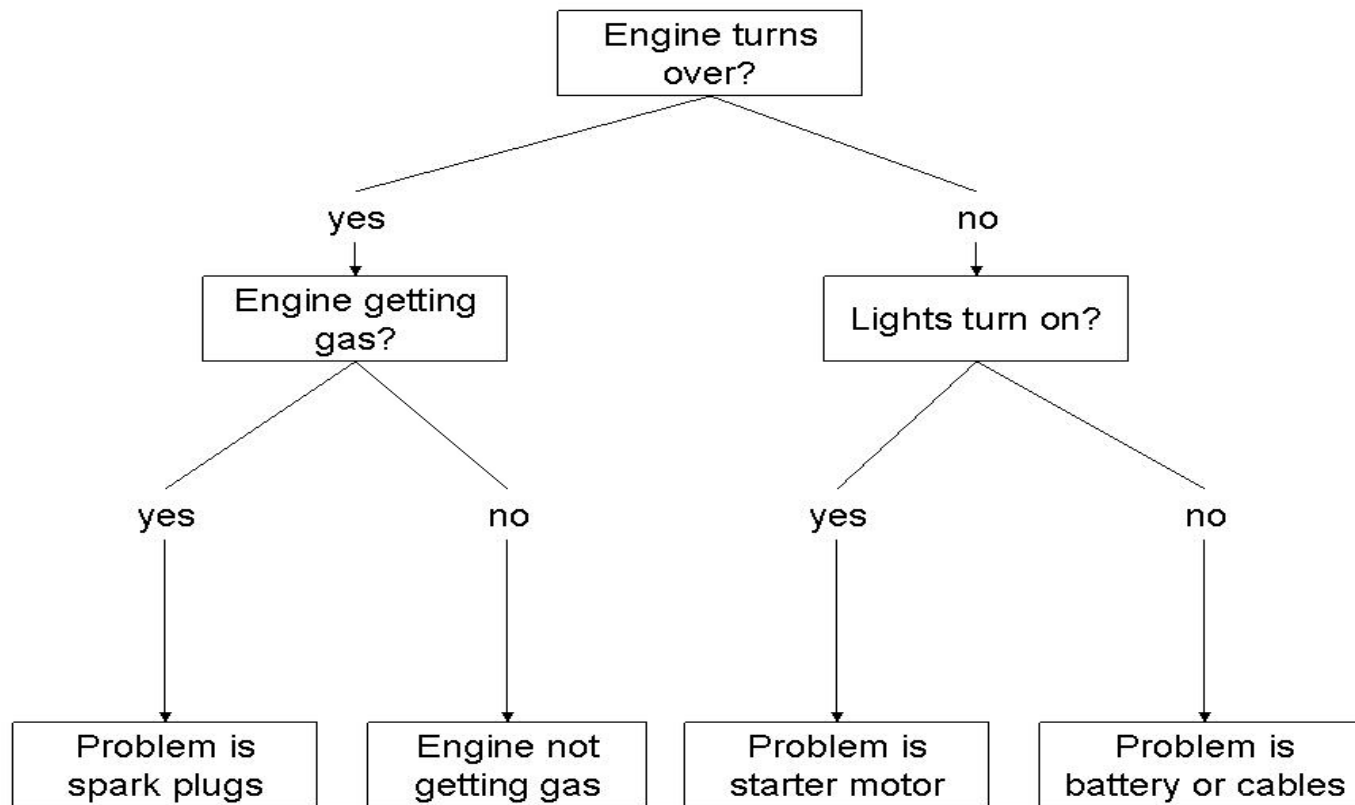 Engine turns
over?
yes
no
Engine getting
gas?
Lights turn on?
yes
no
yes
no
Problem is
spark plugs
Engine not
getting gas
Problem is
starter motor
Problem is
battery or cables